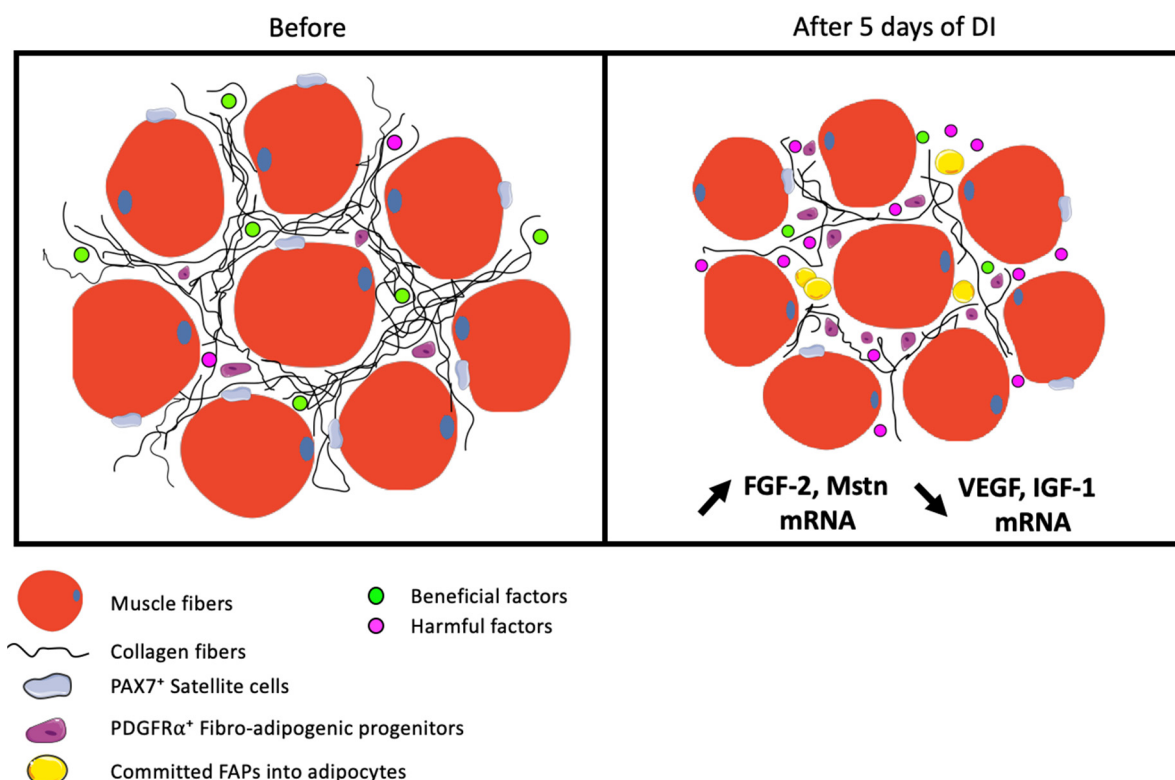 Before
After 5 days of DI
FGF-2, Mstn
mRNA
VEGF, IGF-1
mRNA
Muscle fibers
Collagen fibers
PAX7⁺ Satellite cells
PDGFRα⁺ Fibro-adipogenic progenitors
Committed FAPs into adipocytes
Beneficial factors
Harmful factors